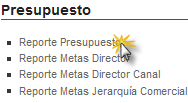 Presupuesto
Reporte Presupuesto
Reporte Metas Director
Reporte Metas Director Canal
Reporte Metas Jerarquía Comercial